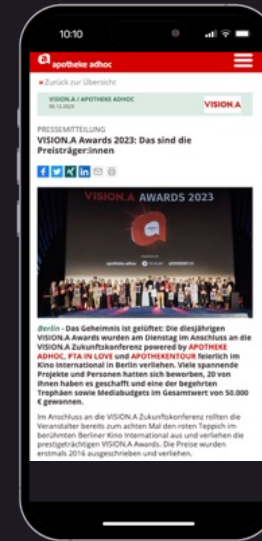 10:10
apotheke adhoc
« Zurück zur Übersicht
VISION.A / APOTHEKE ADHOC
VISION.A
PRESSEMITTEILUNG
VISION.A Awards 2023: Das sind die
Preisträger:innen
VISION.A AWARDS 2023
Berlin - Das Geheimnis ist gelüftet: Die diesjährigen
VISION.A Awards wurden am Dienstag im Anschluss an die
VISION.A Zukunftskonferenz powered by APOTHEKE
ADHOC, PTA IN LOVE und APOTHEKENTOUR feierlich im
Kino International in Berlin verliehen. Viele spannende
Projekte und Personen hatten sich beworben, 20 von
ihnen haben es geschafft und eine der begehrten
Trophäen sowie Mediabudgets im Gesamtwert von 50.000
€ gewonnen.
Im Anschluss an die VISION.A Zukunftskonferenz rollten die
Veranstalter bereits zum achten Mal den roten Teppich im
berühmten Berliner Kino International aus und verliehen die
prestigeträchtigen VISION.A Awards. Die Preise wurden
erstmals 2016 ausgeschrieben und verliehen.